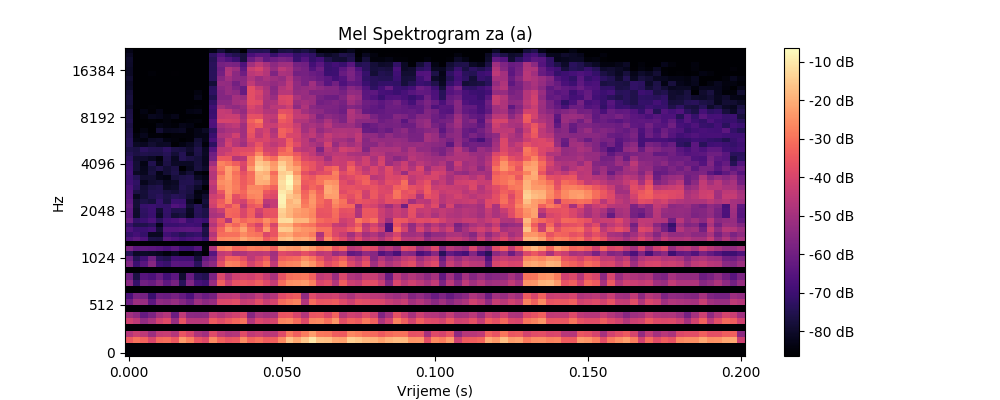 Mel Spektrogram za (a)
Hz
16384
8192
4096
2048
1024
512
0
0.000 0.050 0.100 0.150 0.200
Vrijeme (s)
-10 dB
-20 dB
-30 dB
-40 dB
-50 dB
-60 dB
-70 dB
-80 dB